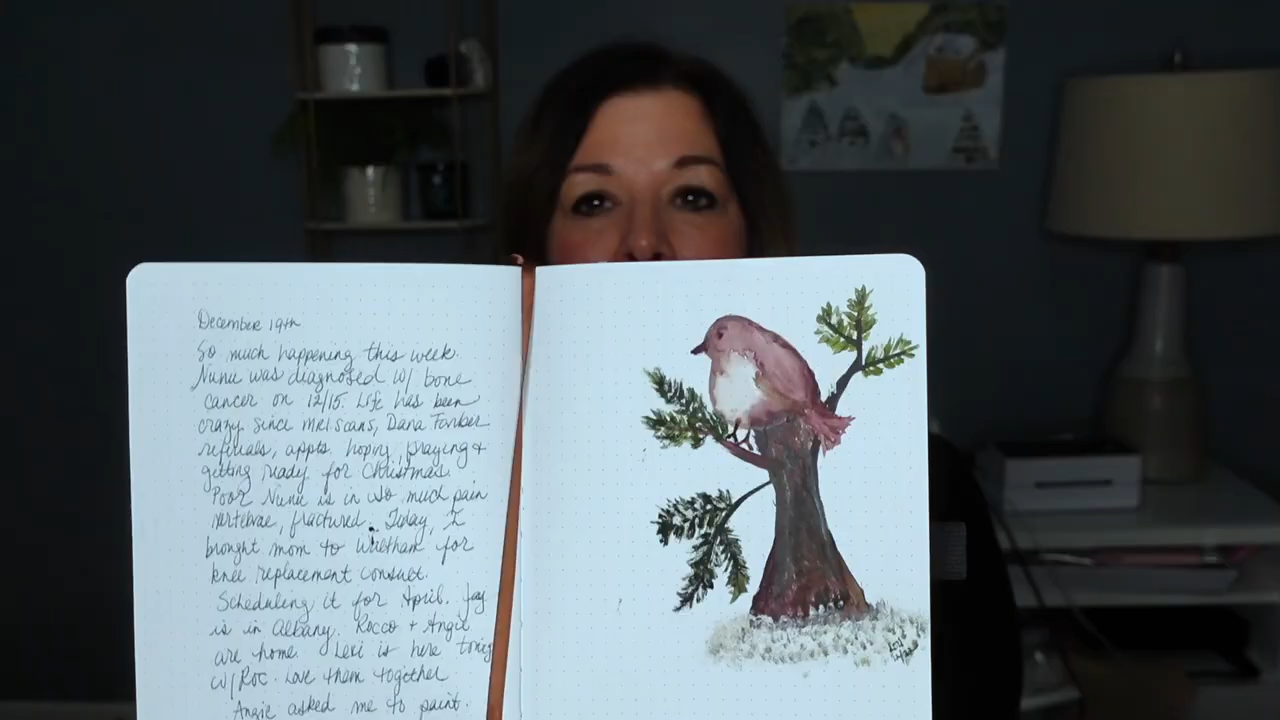 December 19th
So much happening this week.
Nunu was diagnosed w/ bone
cancer on 12/15. Life has been
crazy since MRI. scans, Dana Farber
referrals, appts. hoping, praying +
getting ready for Christmas.
Poor Nunu is in so much pain
vertebrae, fractured. Today, I
brought mom to Waltham for
knee replacement consult.
Scheduling it for April. Jay
is in Albany. Rocco + Angie
are home. Lexi is here
w/Roc. Love them together
Angie asked me to paint.